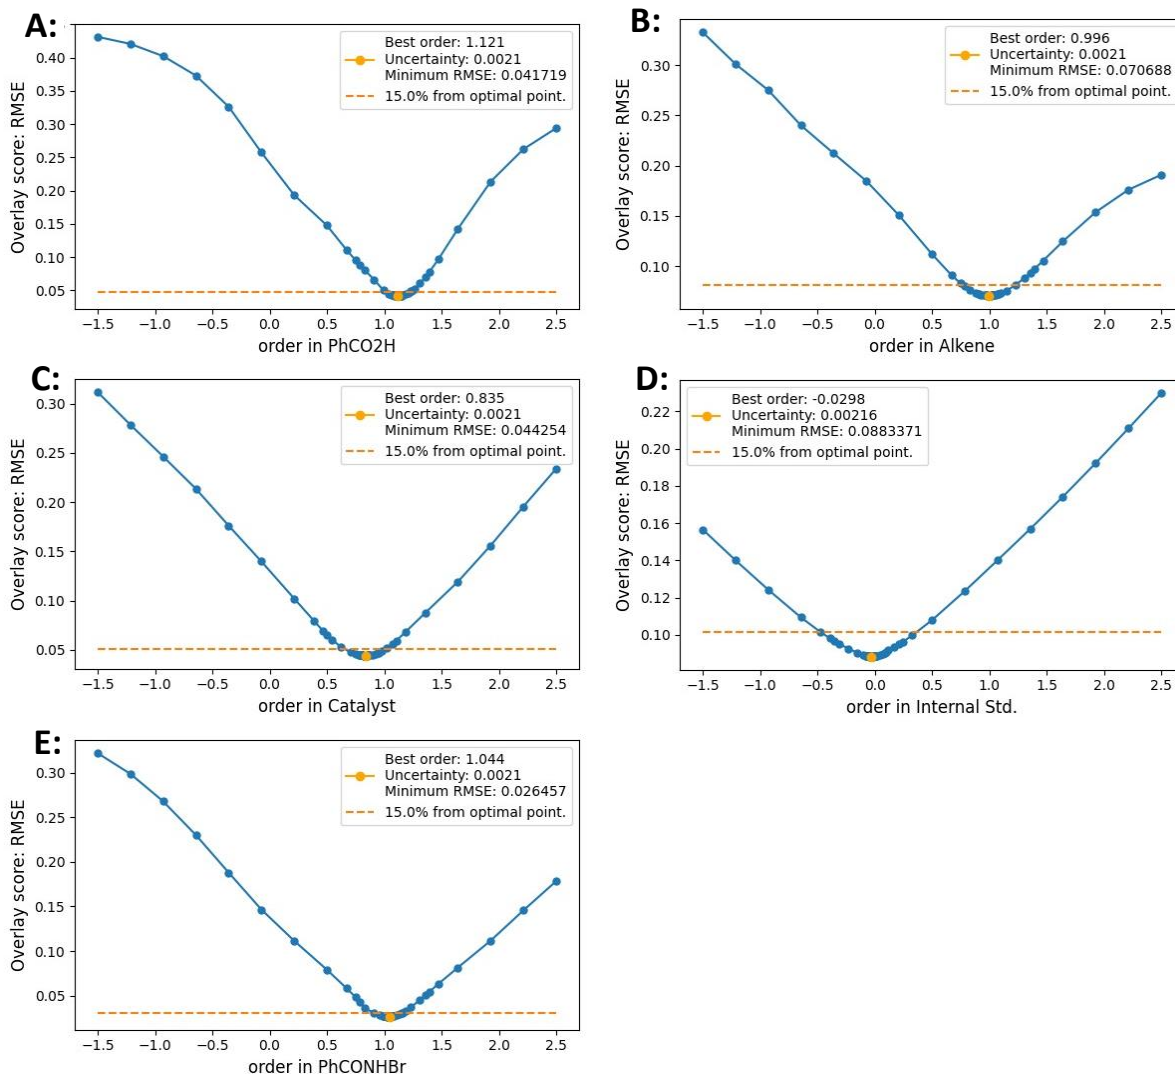 A:
Best order: 1.121
Uncertainty: 0.0021
Minimum RMSE: 0.041719
15.0% from optimal point.
Overlay score: RMSE
0.40
0.35
0.30
0.25
0.20
0.15
0.10
0.05
−1.5 −1.0 −0.5 0.0 0.5 1.0 1.5 2.0 2.5
order in PhCO2H
B:
Best order: 0.996
Uncertainty: 0.0021
Minimum RMSE: 0.070688
15.0% from optimal point.
Overlay score: RMSE
0.30
0.25
0.20
0.15
0.10
−1.5 −1.0 −0.5 0.0 0.5 1.0 1.5 2.0 2.5
order in Alkene
C:
Best order: 0.835
Uncertainty: 0.0021
Minimum RMSE: 0.044254
15.0% from optimal point.
Overlay score: RMSE
0.30
0.25
0.20
0.15
0.10
0.05
−1.5 −1.0 −0.5 0.0 0.5 1.0 1.5 2.0 2.5
order in Catalyst
D:
Best order: -0.0298
Uncertainty: 0.00216
Minimum RMSE: 0.0883371
15.0% from optimal point.
Overlay score: RMSE
0.22
0.20
0.18
0.16
0.14
0.12
0.10
−1.5 −1.0 −0.5 0.0 0.5 1.0 1.5 2.0 2.5
order in Internal Std.
E:
Best order: 1.044
Uncertainty: 0.0021
Minimum RMSE: 0.026457
15.0% from optimal point.
Overlay score: RMSE
0.30
0.25
0.20
0.15
0.10
0.05
−1.5 −1.0 −0.5 0.0 0.5 1.0 1.5 2.0 2.5
order in PhCONHBr